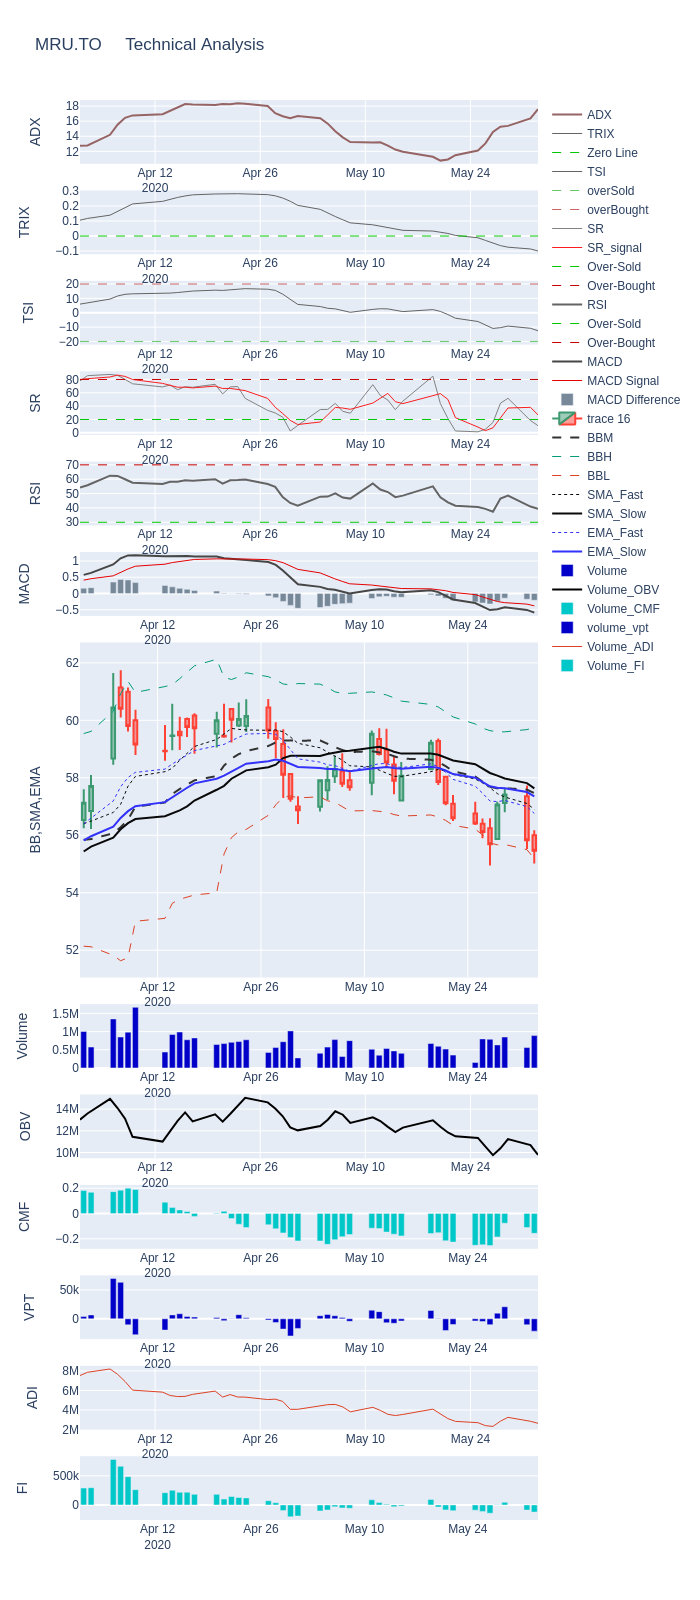 MRU.TO Technical Analysis
ADX
18
16
14
12
Apr 12
2020
Apr 26
May 10
May 24
TRIX
0.3
0.2
0.1
0
−0.1
Apr 12
2020
Apr 26
May 10
May 24
TSI
20
10
0
−10
−20
Apr 12
2020
Apr 26
May 10
May 24
SR
80
60
40
20
0
Apr 12
2020
Apr 26
May 10
May 24
RSI
70
60
50
40
30
Apr 12
2020
Apr 26
May 10
May 24
MACD
1
0.5
0
−0.5
Apr 12
2020
Apr 26
May 10
May 24
BB,SMA,EMA
62
60
58
56
54
52
Apr 12
2020
Apr 26
May 10
May 24
Volume
1.5M
1M
0.5M
0
Apr 12
2020
Apr 26
May 10
May 24
OBV
14M
12M
10M
Apr 12
2020
Apr 26
May 10
May 24
CMF
0.2
0
−0.2
Apr 12
2020
Apr 26
May 10
May 24
VPT
50k
0
Apr 12
2020
Apr 26
May 10
May 24
ADI
8M
6M
4M
2M
Apr 12
2020
Apr 26
May 10
May 24
FI
500k
0
Apr 12
2020
Apr 26
May 10
May 24
ADX
TRIX
Zero Line
TSI
overSold
overBought
SR
SR_signal
Over-Sold
Over-Bought
RSI
Over-Sold
Over-Bought
MACD
MACD Signal
MACD Difference
trace 16
BBM
BBH
BBL
SMA_Fast
SMA_Slow
EMA_Fast
EMA_Slow
Volume
Volume_OBV
Volume_CMF
volume_vpt
Volume_ADI
Volume_FI